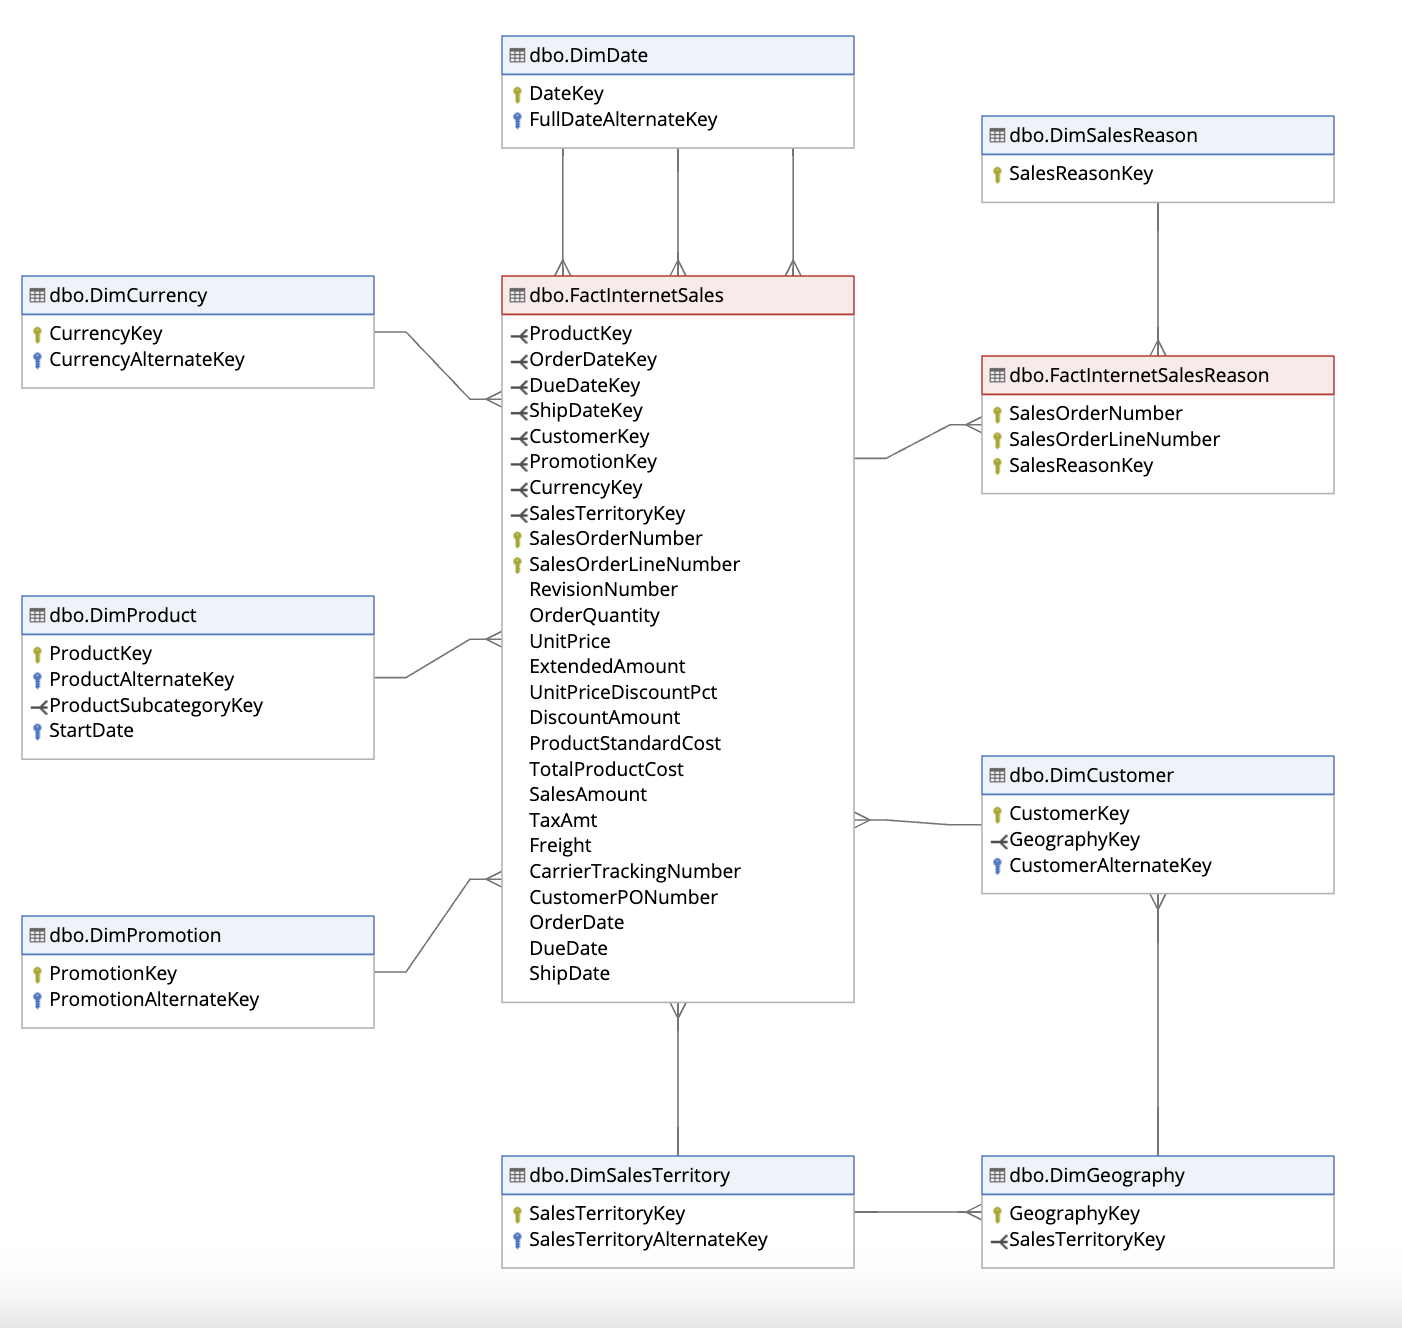 dbo.DimDate
DateKey
FullDateAlternateKey
dbo.DimSalesReason
SalesReasonKey
dbo.DimCurrency
CurrencyKey
CurrencyAlternateKey
dbo.FactInternetSales
ProductKey
OrderDateKey
DueDateKey
ShipDateKey
CustomerKey
PromotionKey
CurrencyKey
SalesTerritoryKey
SalesOrderNumber
SalesOrderLineNumber
RevisionNumber
OrderQuantity
UnitPrice
ExtendedAmount
UnitPriceDiscountPct
DiscountAmount
ProductStandardCost
TotalProductCost
SalesAmount
TaxAmt
Freight
CarrierTrackingNumber
CustomerPONumber
OrderDate
DueDate
ShipDate
dbo.FactInternetSalesReason
SalesOrderNumber
SalesOrderLineNumber
SalesReasonKey
dbo.DimProduct
ProductKey
ProductAlternateKey
ProductSubcategoryKey
StartDate
dbo.DimCustomer
CustomerKey
GeographyKey
CustomerAlternateKey
dbo.DimPromotion
PromotionKey
PromotionAlternateKey
dbo.DimSalesTerritory
SalesTerritoryKey
SalesTerritoryAlternateKey
dbo.DimGeography
GeographyKey
SalesTerritoryKey